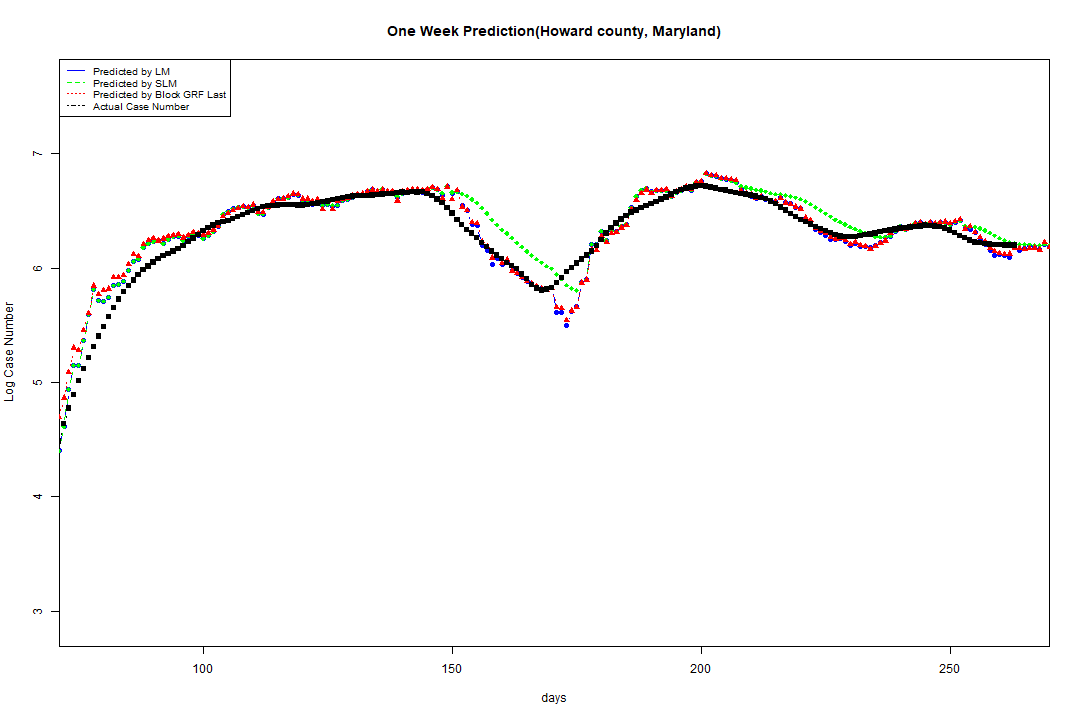 One Week Prediction(Howard county, Maryland)
Predicted by LM
Predicted by SLM
Predicted by Block GRF Last
Actual Case Number
7
6
5
4
3
Log Case Number
100 150 200 250
days